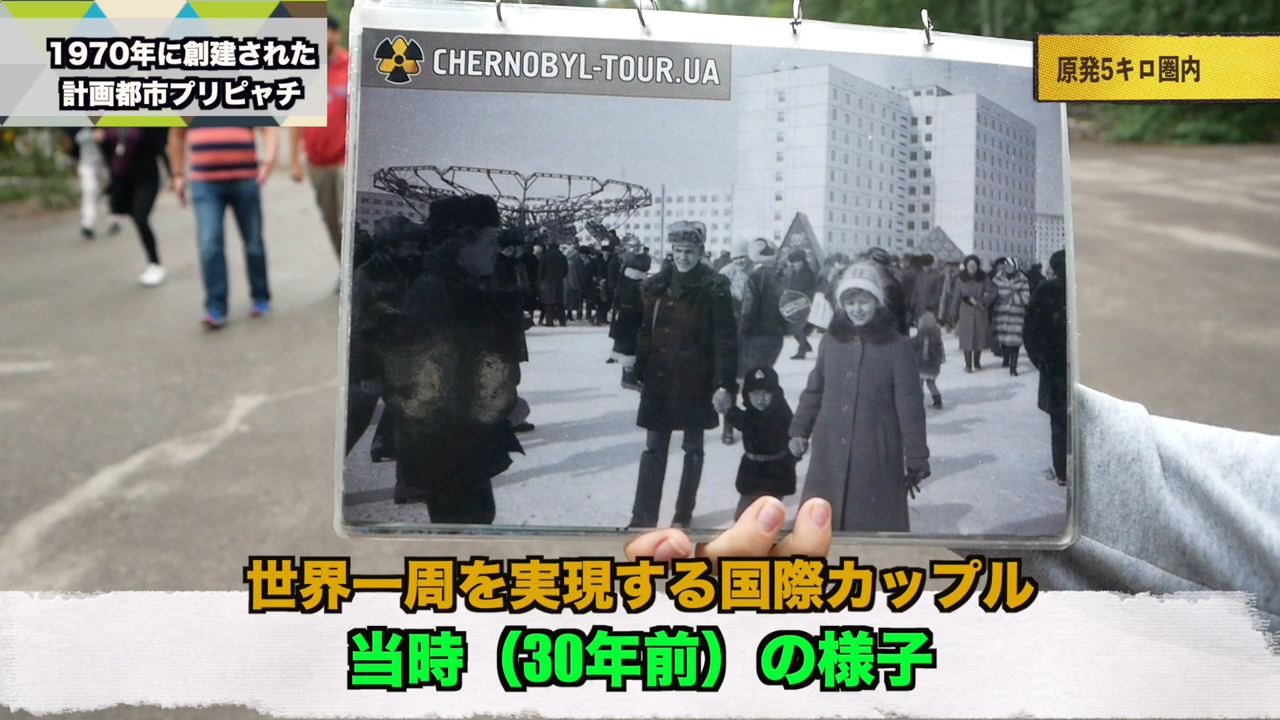 1970年に創建された
計画都市プリピャチ
CHERNOBYL-TOUR.UA
原発5キロ圏内
世界一周を実現する国際カップル
当時（30年前）の様子